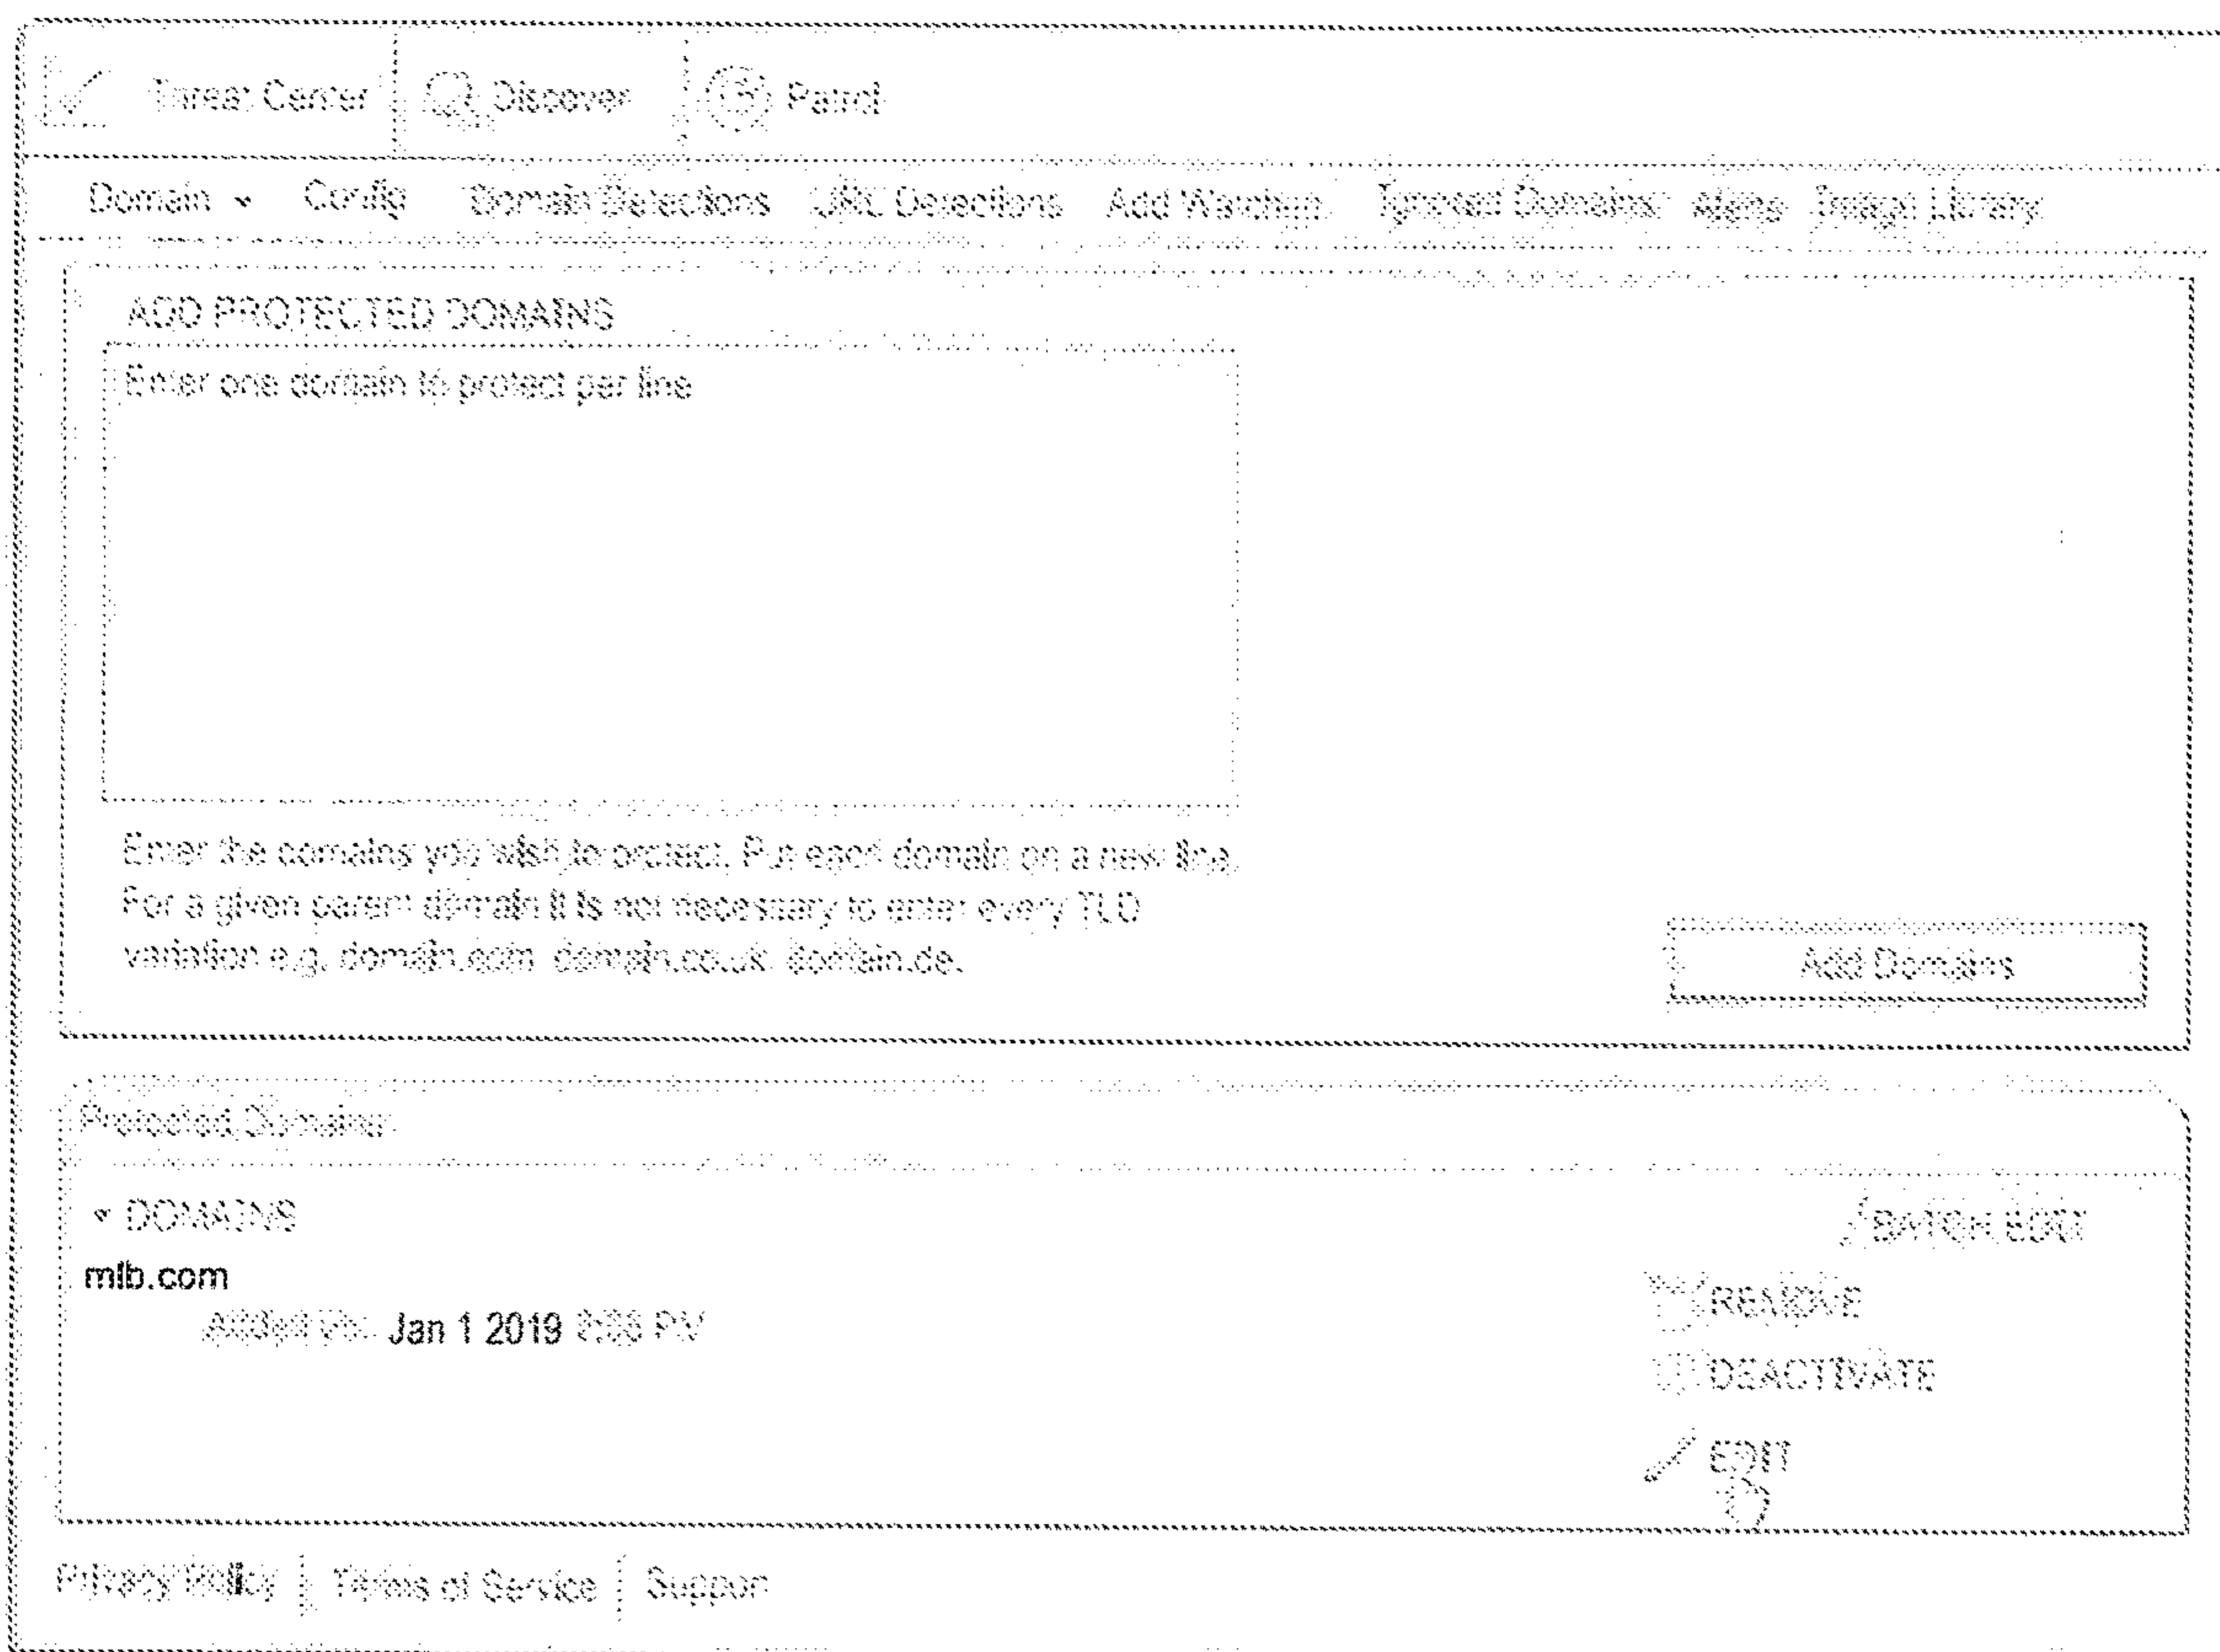 Threat Center Discover Patrol
Domain Config Domain Detections URL Detections Add Watchlist Ignored Domains Image Library
ADD PROTECTED DOMAINS
Enter one domain to protect per line
Enter the domains you wish to protect. Put each domain on a new line.
For a given parent domain it is not necessary to enter every TLD
variation e.g. domain.com domain.co.uk domain.de.
Add Domains
Protected Domains
DOMAINS
BATCH EDIT
mlb.com
REMOVE
Added On: Jan 1 2019 PM
DEACTIVATE
EDIT
Privacy Policy | Terms of Service | Support